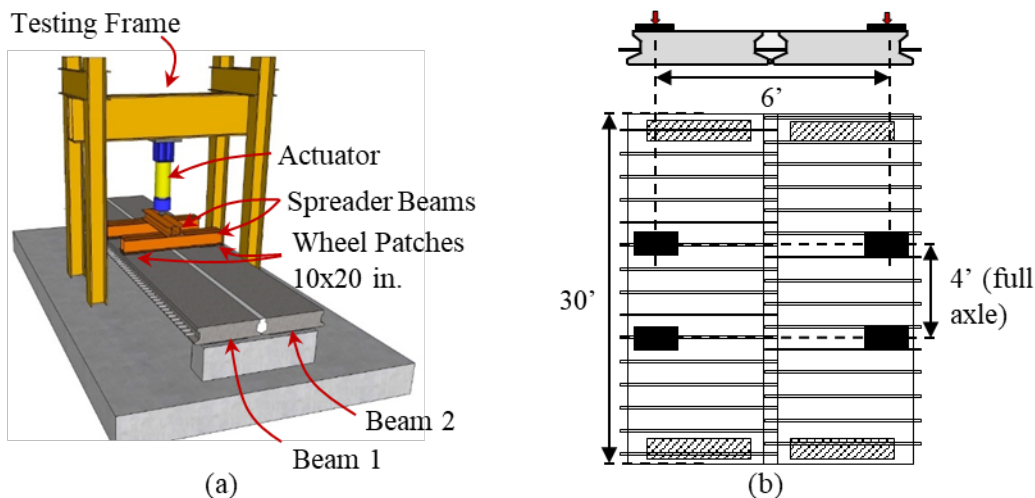 Testing Frame
Actuator
Spreader Beams
Wheel Patches
10x20 in.
Beam 2
Beam 1
(a)
6’
30’
4’ (full
axle)
(b)